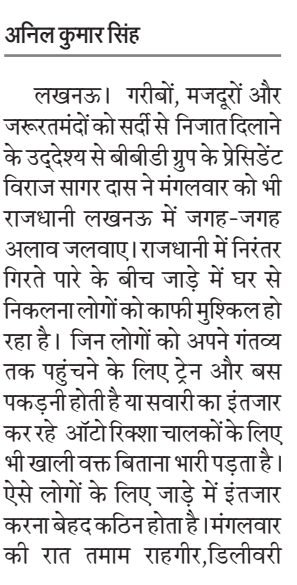 अनिल कुमार सिंह
लखनऊ। गरीबों, मजदूरों और
जरूरतमंदों को सर्दी से निजात दिलाने
के उद्देश्य से बीबीडी ग्रुप के प्रेसिडेंट
विराज सागर दास ने मंगलवार को भी
राजधानी लखनऊ में जगह-जगह
अलाव जलवाए। राजधानी में निरंतर
गिरते पारे के बीच जाड़े में घर से
निकलना लोगों को काफी मुश्किल हो
रहा है। जिन लोगों को अपने गंतव्य
तक पहुंचने के लिए ट्रेन और बस
पकड़नी होती है या सवारी का इंतजार
कर रहे ऑटो रिक्शा चालकों के लिए
भी खाली वक्त बिताना भारी पड़ता है।
ऐसे लोगों के लिए जाड़े में इंतजार
करना बेहद कठिन होता है।मंगलवार
की रात तमाम राहगीर,डिलीवरी